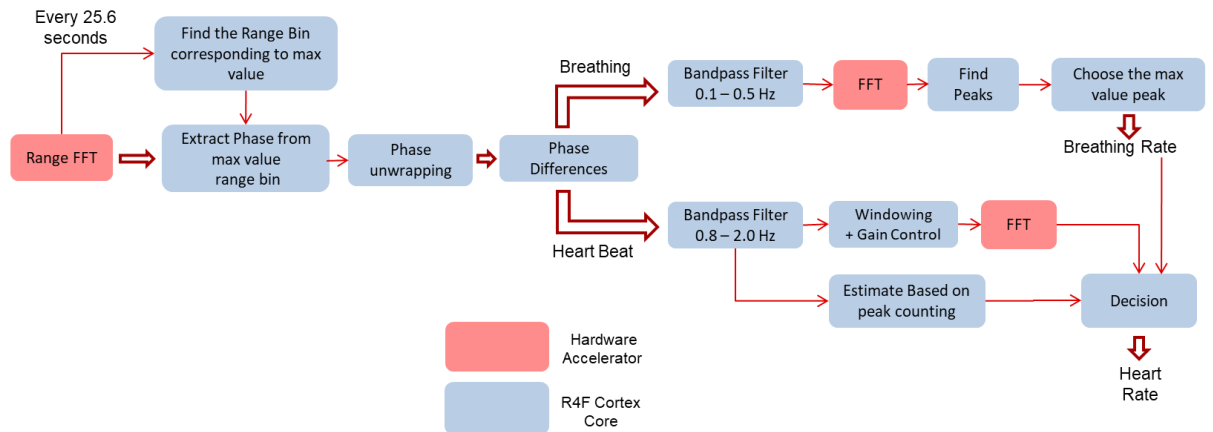 Every 25.6
seconds
Find the Range Bin
corresponding to max
value
Range FFT
Extract Phase from
max value
range bin
Phase
unwrapping
Phase
Differences
Breathing
Bandpass Filter
0.1 – 0.5 Hz
FFT
Find
Peaks
Choose the max
value peak
Breathing Rate
Heart Beat
Bandpass Filter
0.8 – 2.0 Hz
Windowing
+ Gain Control
FFT
Estimate Based on
peak counting
Decision
Heart
Rate
Hardware
Accelerator
R4F Cortex
Core